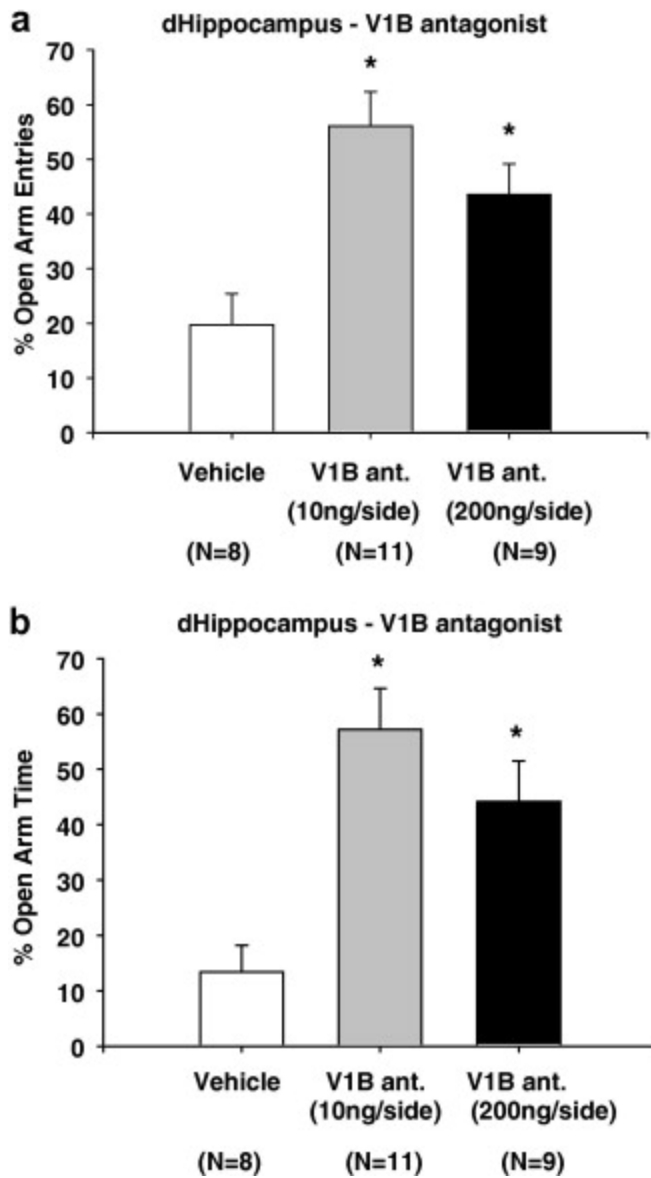 a
dHippocampus - V1B antagonist
% Open Arm Entries
70
60
50
40
30
20
10
0
*
*
Vehicle V1B ant. V1B ant.
(10ng/side) (200ng/side)
(N=8) (N=11) (N=9)
b
dHippocampus - V1B antagonist
% Open Arm Time
70
60
50
40
30
20
10
0
*
*
Vehicle V1B ant. V1B ant.
(10ng/side) (200ng/side)
(N=8) (N=11) (N=9)